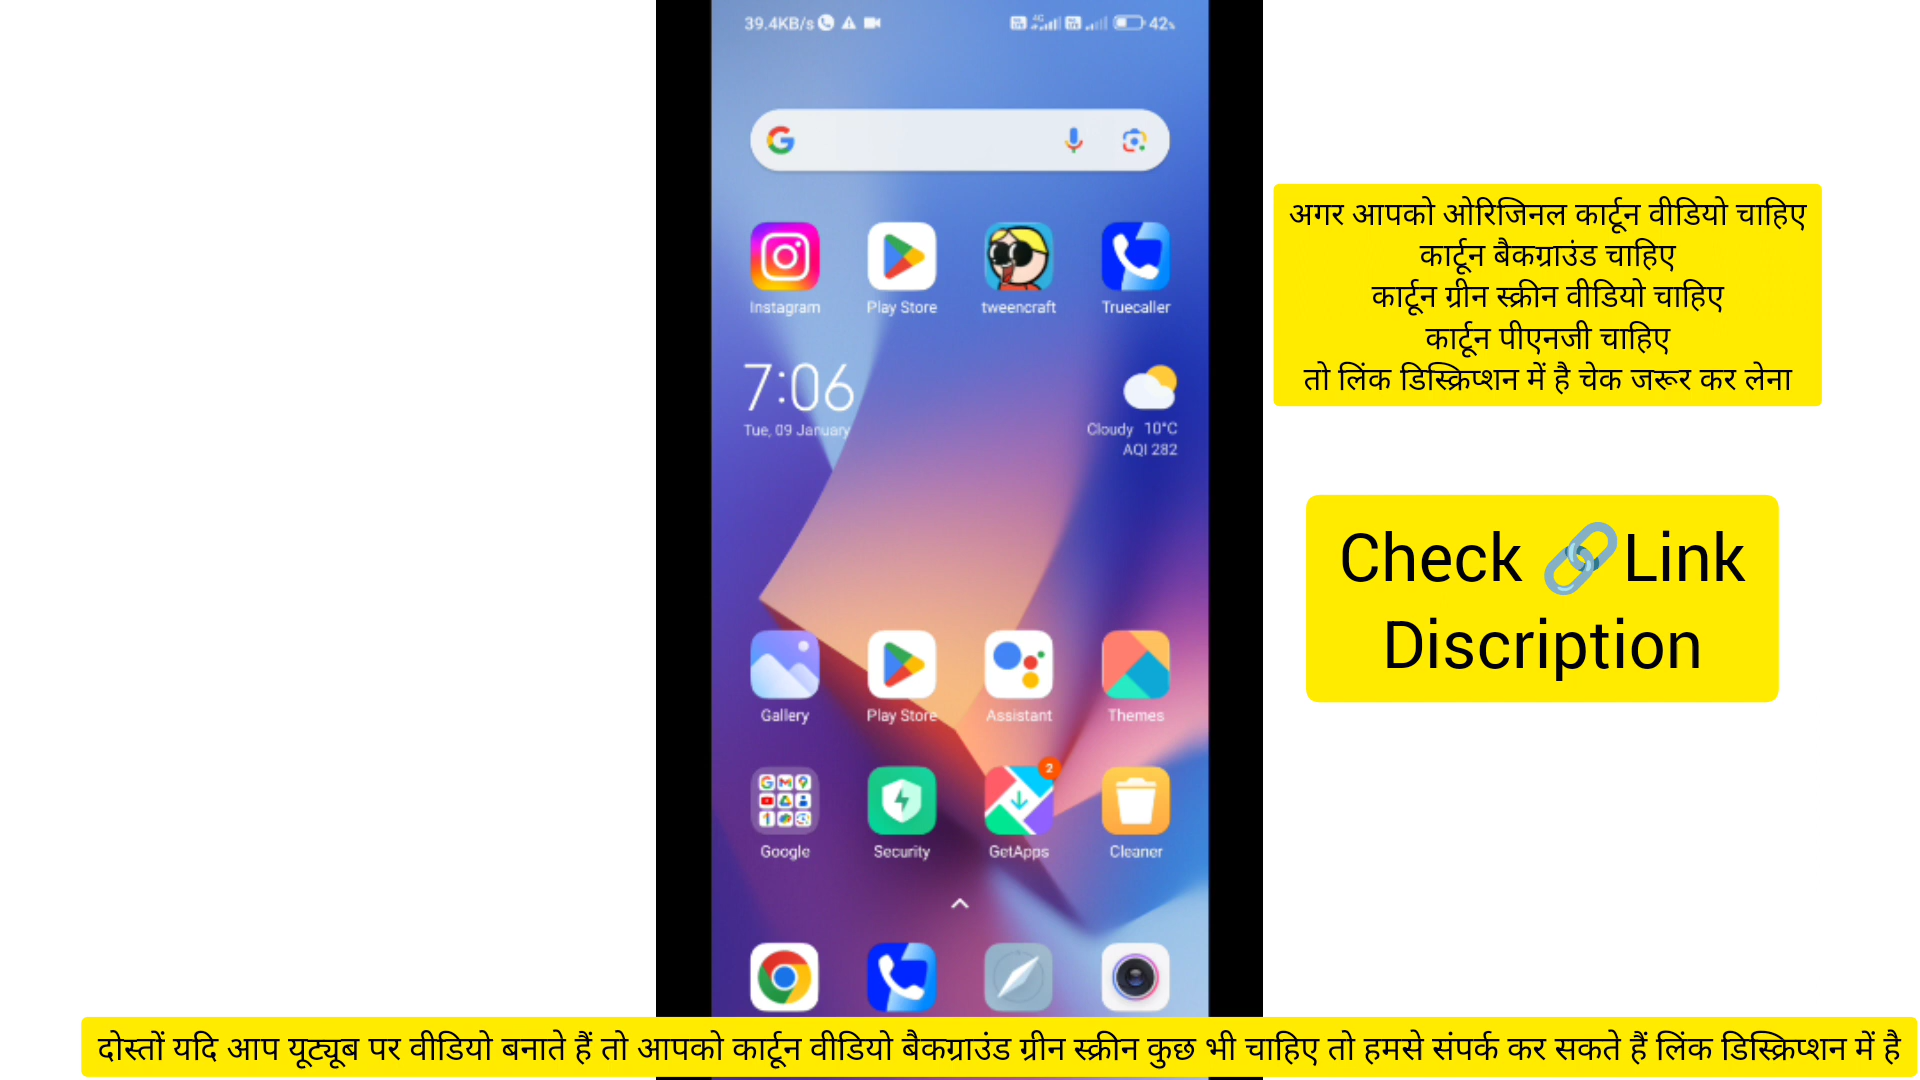 39.4KB/s 4G 42%
अगर आपको ओरिजिनल कार्टून वीडियो चाहिए
कार्टून बैकग्राउंड चाहिए
कार्टून ग्रीन स्क्रीन वीडियो चाहिए
कार्टून पीएनजी चाहिए
तो लिंक डिस्क्रिप्शन में है चेक जरूर कर लेना
Instagram Play Store tweencraft Truecaller
7:06
Tue, 09 January
Cloudy 10°C
AQI 282
Check 🔗Link
Discription
Gallery Play Store Assistant Themes
2
Google Security GetApps Cleaner
दोस्तों यदि आप यूट्यूब पर वीडियो बनाते हैं तो आपको कार्टून वीडियो बैकग्राउंड ग्रीन स्क्रीन कुछ भी चाहिए तो हमसे संपर्क कर सकते हैं लिंक डिस्क्रिप्शन में है